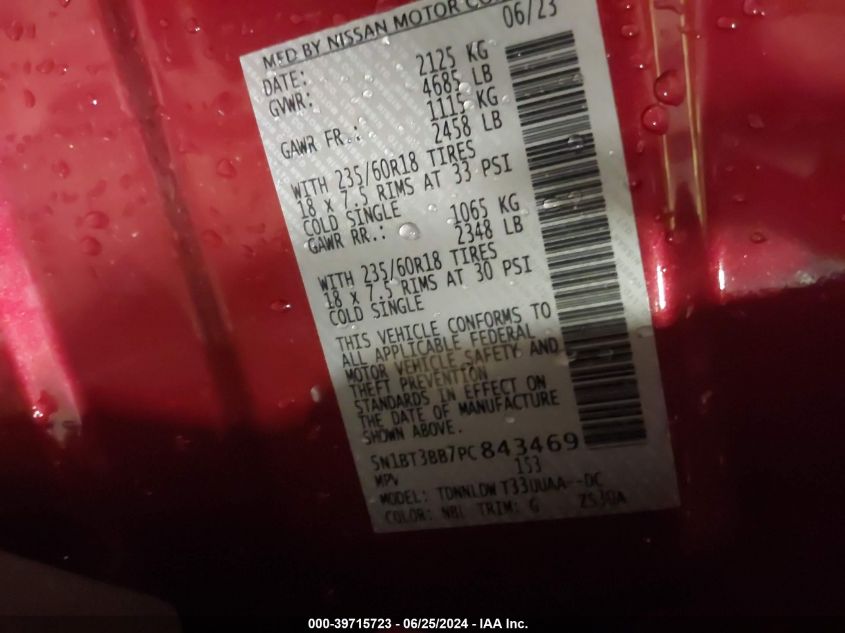 MFD BY NISSAN MOTOR CO
DATE: 06/23
GVWR: 2125 KG
4685 LB
GAWR FR.: 1115 KG
2458 LB
WITH 235/60R18 TIRES
18 x 7.5 RIMS AT 33 PSI
COLD SINGLE
GAWR RR.: 1065 KG
2348 LB
WITH 235/60R18 TIRES
18 x 7.5 RIMS AT 30 PSI
COLD SINGLE
THIS VEHICLE CONFORMS TO
ALL APPLICABLE FEDERAL
MOTOR VEHICLE SAFETY AND
THEFT PREVENTION
STANDARDS IN EFFECT ON
THE DATE OF MANUFACTURE
SHOWN ABOVE.
5N1BT3BB7PC843469
MPV 153
MODEL: TDNNLDW T33UUAA--DC
COLOR: NBL TRIM: G ZS30A
000-39715723 - 06/25/2024 - IAA Inc.